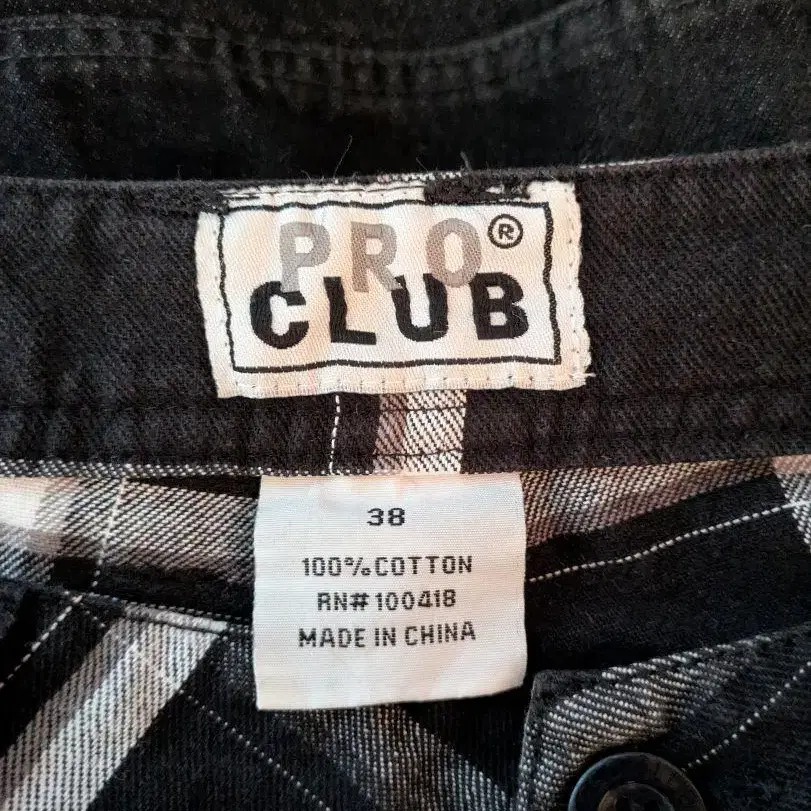 PRO®
CLUB
38
100% COTTON
RN# 100418
MADE IN CHINA